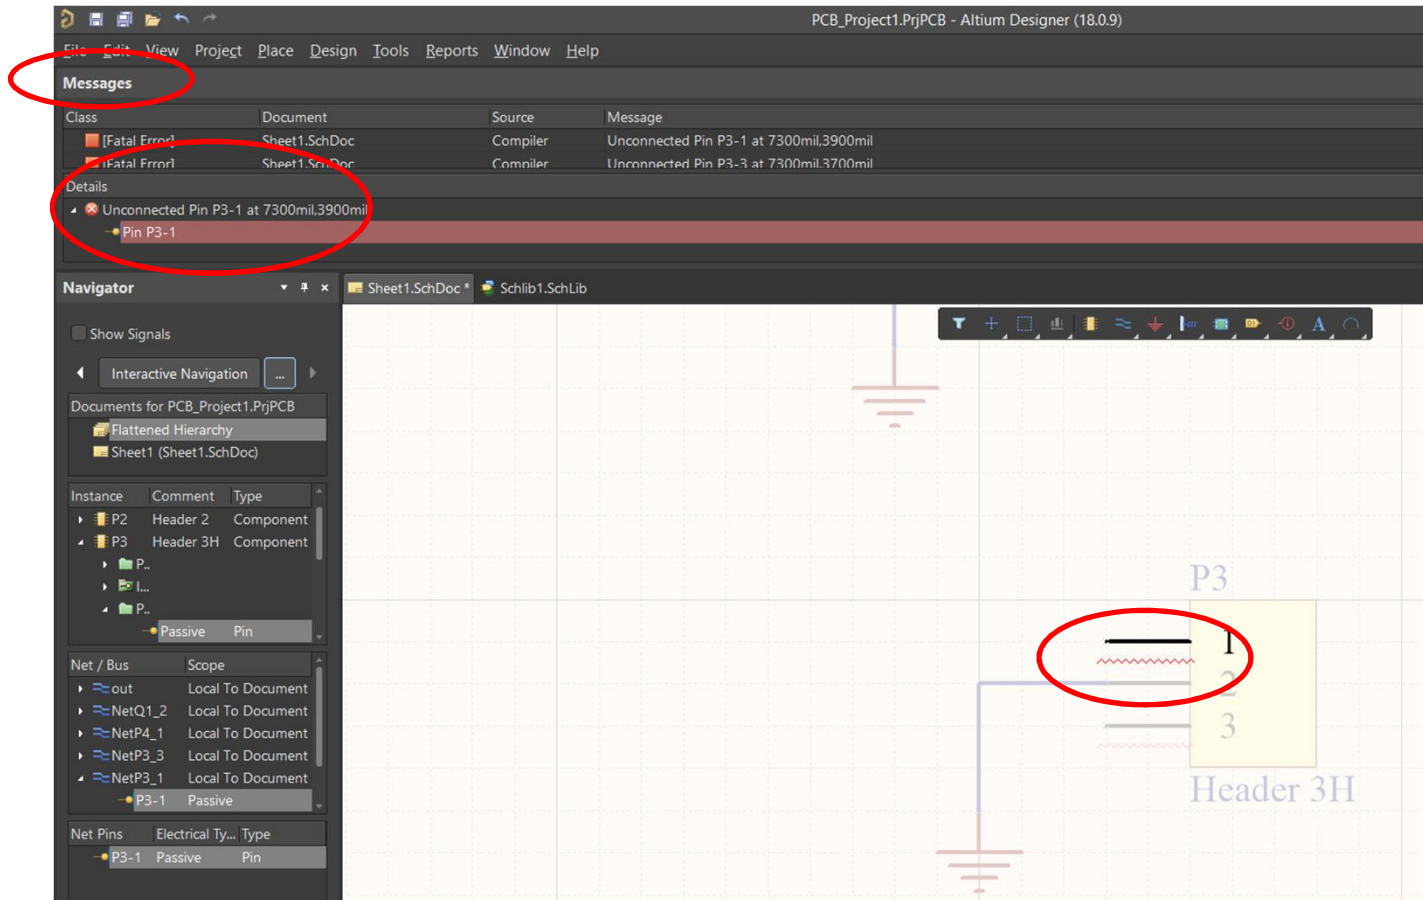 PCB_Project1.PrjPCB - Altium Designer (18.0.9)
File Edit View Project Place Design Tools Reports Window Help
Messages
Class Document Source Message
[Fatal Error] Sheet1.SchDoc Compiler Unconnected Pin P3-1 at 7300mil,3900mil
[Fatal Error] Sheet1.SchDoc Compiler Unconnected Pin P3-3 at 7300mil,3700mil
Details
Unconnected Pin P3-1 at 7300mil,3900mil
Pin P3-1
Navigator
Sheet1.SchDoc * Schlib1.SchLib
Show Signals
Interactive Navigation ...
Documents for PCB_Project1.PrjPCB
Flattened Hierarchy
Sheet1 (Sheet1.SchDoc)
Instance Comment Type
P2 Header 2 Component
P3 Header 3H Component
P..
I...
P..
Passive Pin
Net / Bus Scope
out Local To Document
NetQ1_2 Local To Document
NetP4_1 Local To Document
NetP3_3 Local To Document
NetP3_1 Local To Document
P3-1 Passive
Net Pins Electrical Ty... Type
P3-1 Passive Pin
A
P3
1
2
3
Header 3H